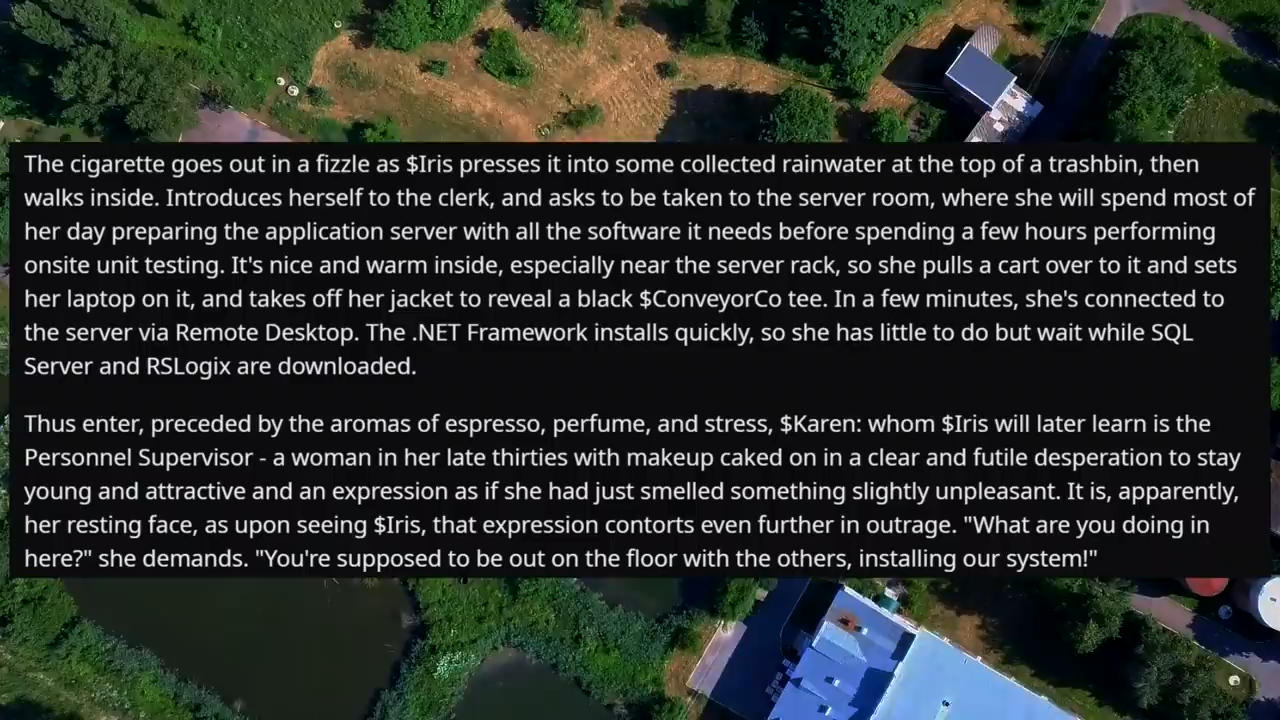 The cigarette goes out in a fizzle as $Iris presses it into some collected rainwater at the top of a trashbin, then
walks inside. Introduces herself to the clerk, and asks to be taken to the server room, where she will spend most of
her day preparing the application server with all the software it needs before spending a few hours performing
onsite unit testing. It's nice and warm inside, especially near the server rack, so she pulls a cart over to it and sets
her laptop on it, and takes off her jacket to reveal a black $ConveyorCo tee. In a few minutes, she's connected to
the server via Remote Desktop. The .NET Framework installs quickly, so she has little to do but wait while SQL
Server and RSLogix are downloaded.
Thus enter, preceded by the aromas of espresso, perfume, and stress, $Karen: whom $Iris will later learn is the
Personnel Supervisor - a woman in her late thirties with makeup caked on in a clear and futile desperation to stay
young and attractive and an expression as if she had just smelled something slightly unpleasant. It is, apparently,
her resting face, as upon seeing $Iris, that expression contorts even further in outrage. "What are you doing in
here?" she demands. "You're supposed to be out on the floor with the others, installing our system!"